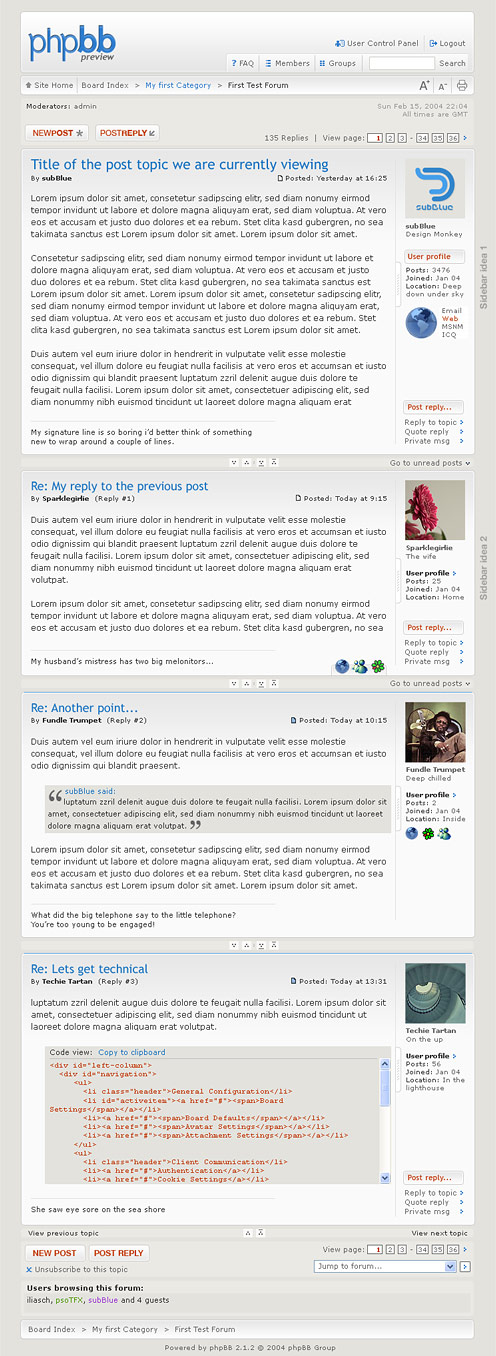 phpBB
preview
User Control Panel | Logout
? FAQ Members Groups Search
Site Home Board Index > My first Category > First Test Forum A+ A-
Moderators: admin
Sun Feb 15, 2004 22:04
All times are GMT
NEWPOST POSTREPLY
135 Replies | View page: 1 2 3 - 34 35 36
Title of the post topic we are currently viewing
By subBlue
Posted: Yesterday at 16:25
Lorem ipsum dolor sit amet, consetetur sadipscing elitr, sed diam nonumy eirmod
tempor invidunt ut labore et dolore magna aliquyam erat, sed diam voluptua. At vero
eos et accusam et justo duo dolores et ea rebum. Stet clita kasd gubergren, no sea
takimata sanctus est Lorem ipsum dolor sit amet. Lorem ipsum dolor sit amet.
Consetetur sadipscing elitr, sed diam nonumy eirmod tempor invidunt ut labore et
dolore magna aliquyam erat, sed diam voluptua. At vero eos et accusam et justo duo
dolores et ea rebum. Stet clita kasd gubergren, no sea takimata sanctus est
Lorem ipsum dolor sit amet. Lorem ipsum dolor sit amet, consetetur sadipscing elitr,
sed diam nonumy eirmod tempor invidunt ut labore et dolore magna aliquyam erat,
sed diam voluptua. At vero eos et accusam et justo duo dolores et ea rebum. Stet
clita kasd gubergren, no sea takimata sanctus est Lorem ipsum dolor sit amet.
Duis autem vel eum iriure dolor in hendrerit in vulputate velit esse molestie
consequat, vel illum dolore eu feugiat nulla facilisis at vero eros et accumsan et iusto
odio dignissim qui blandit praesent luptatum zzril delenit augue duis dolore te
feugait nulla facilisi. Lorem ipsum dolor sit amet, consectetuer adipiscing elit, sed
diam nonummy nibh euismod tincidunt ut laoreet dolore magna aliquam erat
My signature line is so boring i'd better think of something
new to wrap around a couple of lines.
subBlue
subBlue
Design Monkey
User profile
Posts: 3476
Joined: Jan 04
Location: Deep
down under sky
Email
Web
MSNM
ICQ
Post reply...
Reply to topic
Quote reply
Private msg
Sidebar idea 1
Go to unread posts
Re: My reply to the previous post
By Sparklegirlie (Reply #1)
Posted: Today at 9:15
Duis autem vel eum iriure dolor in hendrerit in vulputate velit esse molestie
consequat, vel illum dolore eu feugiat nulla facilisis at vero eros et accumsan et iusto
odio dignissim qui blandit praesent luptatum zzril delenit augue duis dolore te
feugait nulla facilisi. Lorem ipsum dolor sit amet, consectetuer adipiscing elit, sed
diam nonummy nibh euismod tincidunt ut laoreet dolore magna aliquam erat
volutpat.
Lorem ipsum dolor sit amet, consetetur sadipscing elitr, sed diam nonumy eirmod
tempor invidunt ut labore et dolore magna aliquyam erat, sed diam voluptua. At vero
eos et accusam et justo duo dolores et ea rebum. Stet clita kasd gubergren, no sea
My husband's mistress has two big melonitors...
Sparklegirlie
The wife
User profile
Posts: 25
Joined: Jan 04
Location: Home
Post reply...
Reply to topic
Quote reply
Private msg
Sidebar idea 2
Go to unread posts
Re: Another point...
By Fundle Trumpet (Reply #2)
Posted: Today at 10:15
Duis autem vel eum iriure dolor in hendrerit in vulputate velit esse molestie
consequat, vel illum dolore eu feugiat nulla facilisis at vero eros et accumsan et iusto
odio dignissim qui blandit praesent.
subBlue said:
“luptatum zzril delenit augue duis dolore te feugait nulla facilisi. Lorem ipsum dolor sit
amet, consectetuer adipiscing elit, sed diam nonummy nibh euismod tincidunt ut laoreet
dolore magna aliquam erat volutpat. ”
Lorem ipsum dolor sit amet, consetetur sadipscing elitr, sed diam nonumy eirmod
tempor invidunt ut labore et dolore magna aliquyam erat, sed diam voluptua. At vero
eos et accusam et justo duo dolores et ea rebum. Stet clita kasd gubergren, no sea
takimata sanctus est Lorem ipsum dolor sit amet. Lorem ipsum dolor sit amet.
What did the big telephone say to the little telephone?
You're too young to be engaged!
Fundle Trumpet
Deep chilled
User profile
Posts: 2
Joined: Jan 04
Location: Inside
Re: Lets get technical
By Techie Tartan (Reply #3)
Posted: Today at 13:31
luptatum zzril delenit augue duis dolore te feugait nulla facilisi. Lorem ipsum dolor sit
amet, consectetuer adipiscing elit, sed diam nonummy nibh euismod tincidunt ut
laoreet dolore magna aliquam erat volutpat.
Code view: Copy to clipboard
<div id="left-column">
<div id="navigation">
<ul>
<li class="header">General Configuration</li>
<li id="activeitem"><a href="#"><span>Board
Settings</span></a></li>
<li><a href="#"><span>Board Defaults</span></a></li>
<li><a href="#"><span>Avatar Settings</span></a></li>
<li><a href="#"><span>Attachment Settings</span></a></li>
</ul>
<ul>
<li class="header">Client Communication</li>
<li><a href="#">Authentication</a></li>
<li><a href="#">Cookie Settings</a></li>
She saw eye sore on the sea shore
Techie Tartan
On the up
User profile
Posts: 56
Joined: Jan 04
Location: In the
lighthouse
Post reply...
Reply to topic
Quote reply
Private msg
View previous topic
View next topic
NEW POST POST REPLY
View page: 1 2 3 - 34 35 36
Unsubscribe to this topic
Jump to forum...
Users browsing this forum:
iliasch, psoTFX, subBlue and 4 guests
Board Index > My first Category > First Test Forum
Powered by phpBB 2.1.2 © 2004 phpBB Group